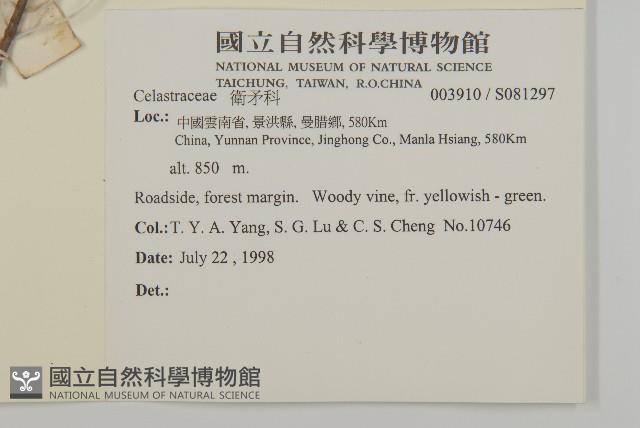 國立自然科學博物館
NATIONAL MUSEUM OF NATURAL SCIENCE
TAICHUNG, TAIWAN, R.O.CHINA
Celastraceae 衛矛科 003910 / S081297
Loc.: 中國雲南省, 景洪縣, 曼腊鄉, 580Km
China, Yunnan Province, Jinghong Co., Manla Hsiang, 580Km
alt. 850 m.
Roadside, forest margin. Woody vine, fr. yellowish - green.
Col.: T. Y. A. Yang, S. G. Lu & C. S. Cheng No.10746
Date: July 22 , 1998
Det.:
國立自然科學博物館
NATIONAL MUSEUM OF NATURAL SCIENCE